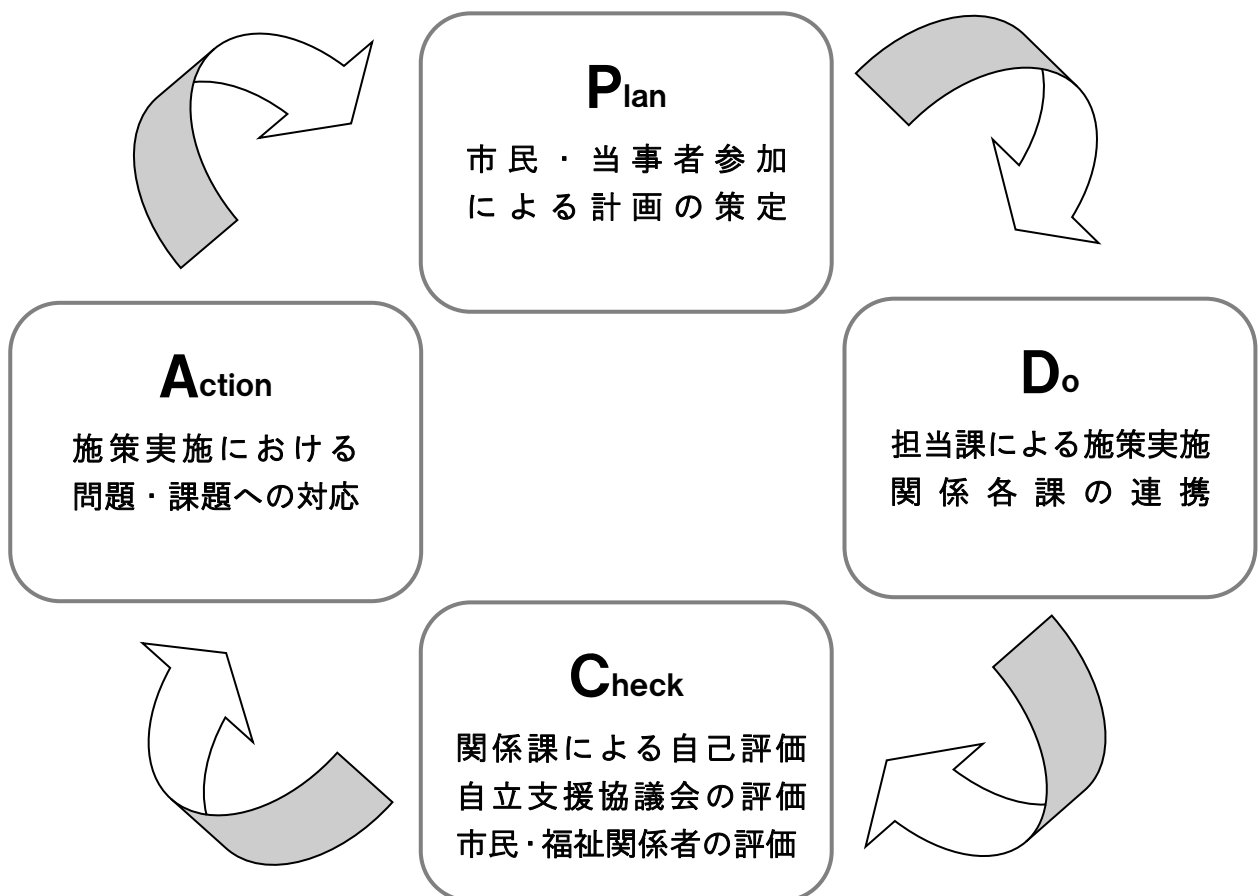 Plan
市民・当事者参加
による計画の策定
Action
施策実施における
問題・課題への対応
Do
担当課による施策実施
関係各課の連携
Check
関係課による自己評価
自立支援協議会の評価
市民・福祉関係者の評価